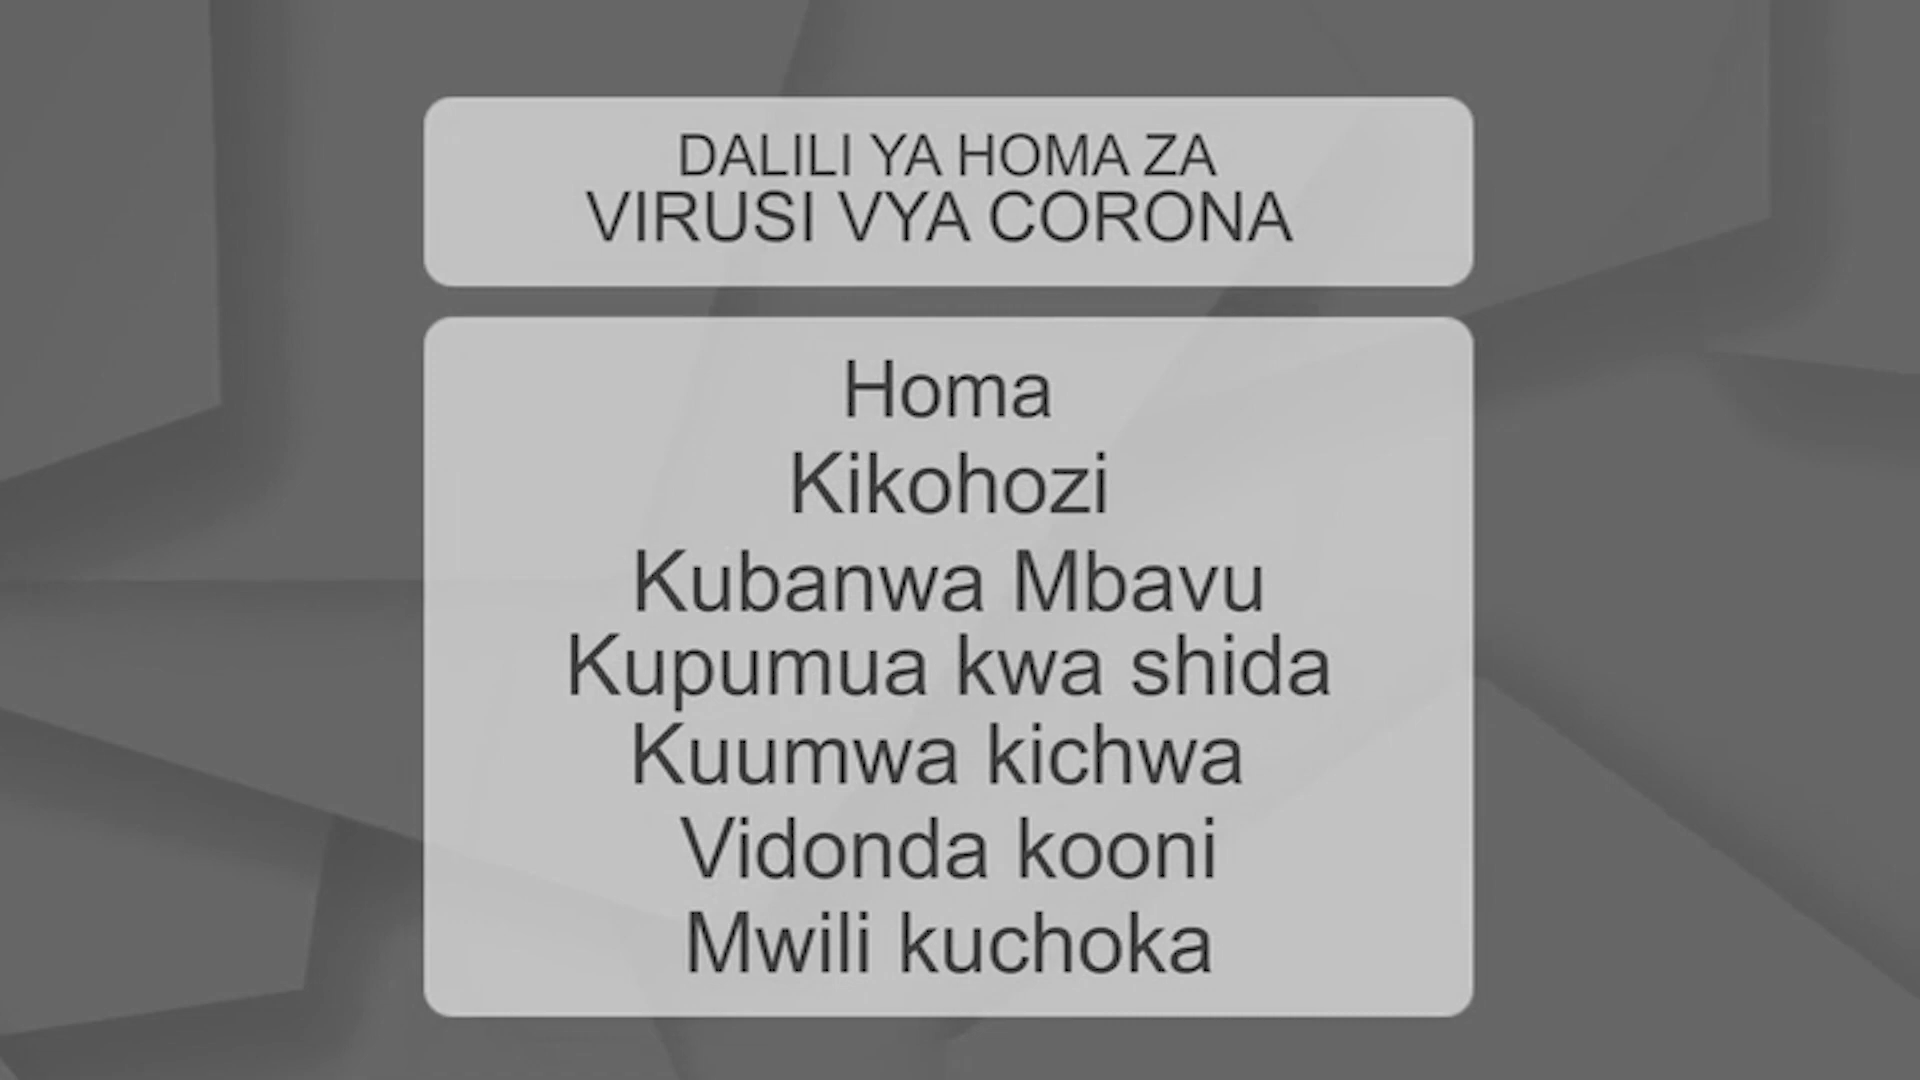 DALILI YA HOMA ZA
VIRUSI VYA CORONA
Homa
Kikohozi
Kubanwa Mbavu
Kupumua kwa shida
Kuumwa kichwa
Vidonda kooni
Mwili kuchoka